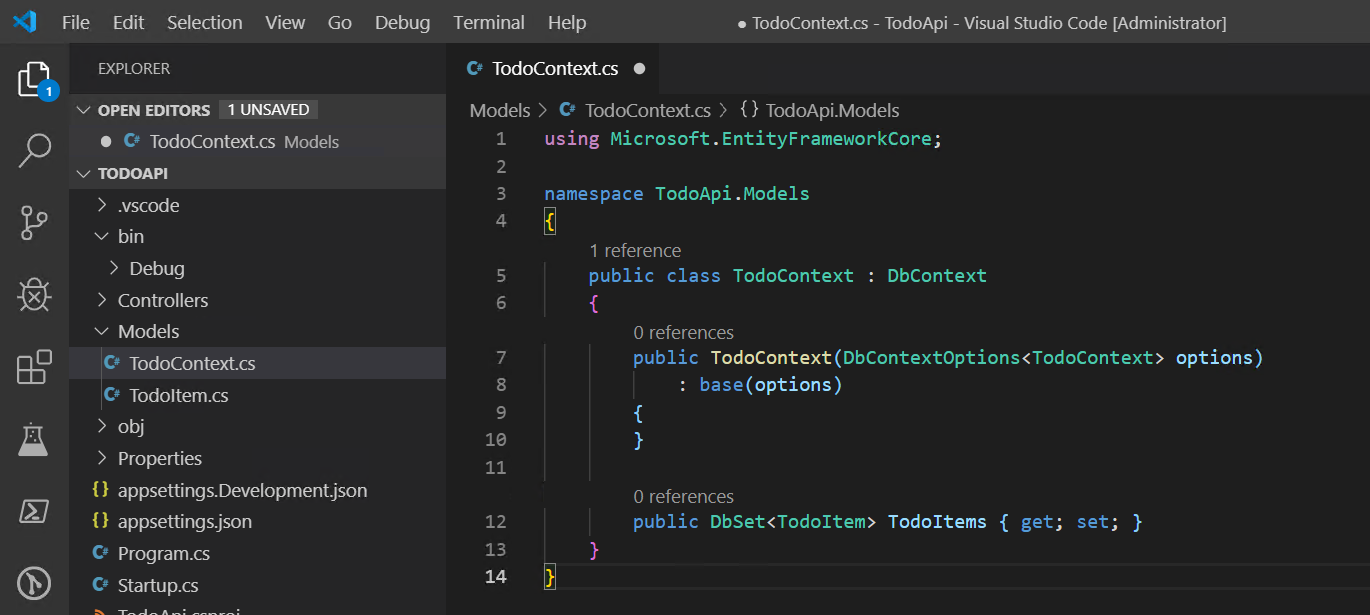 File Edit Selection View Go Debug Terminal Help ● TodoContext.cs - TodoApi - Visual Studio Code [Administrator]
1
EXPLORER
OPEN EDITORS 1 UNSAVED
● C# TodoContext.cs Models
TODOAPI
.vscode
bin
Debug
Controllers
Models
C# TodoContext.cs
C# TodoItem.cs
obj
Properties
{} appsettings.Development.json
{} appsettings.json
C# Program.cs
C# Startup.cs
TodoApi.csproj
C# TodoContext.cs ●
Models > C# TodoContext.cs > {} TodoApi.Models
1 using Microsoft.EntityFrameworkCore;
2
3 namespace TodoApi.Models
4 {
1 reference
5 public class TodoContext : DbContext
6 {
0 references
7 public TodoContext(DbContextOptions<TodoContext> options)
8 : base(options)
9 {
10 }
11
0 references
12 public DbSet<TodoItem> TodoItems { get; set; }
13 }
14 }